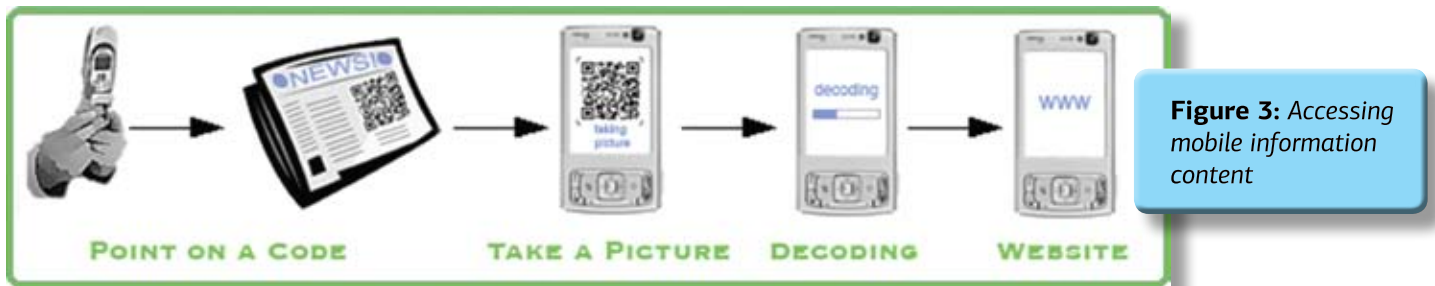 NEWS!
taking
picture
decoding
www
POINT ON A CODE
TAKE A PICTURE
DECODING
WEBSITE
Figure 3: Accessing
mobile information
content